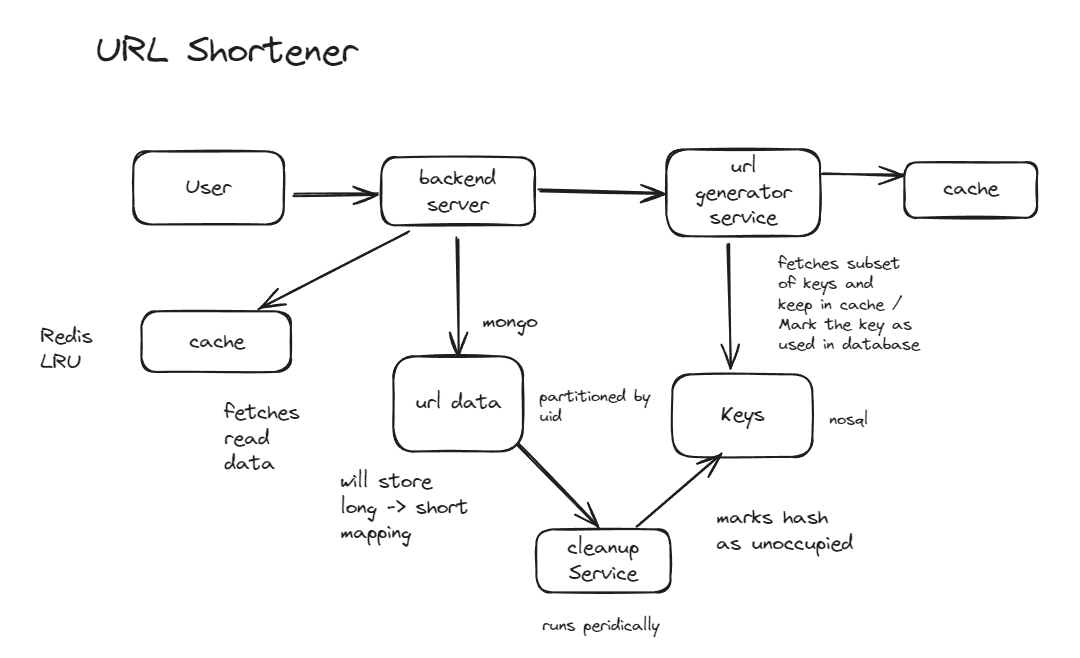 URL Shortener
User
backend
server
url
generator
service
cache
fetches subset
of keys and
keep in cache /
Mark the key as
used in database
Redis
LRU
cache
mongo
fetches
read
data
url data
partitioned by
uid
Keys
nosql
will store
long -> short
mapping
cleanup
Service
marks hash
as unoccupied
runs peridically